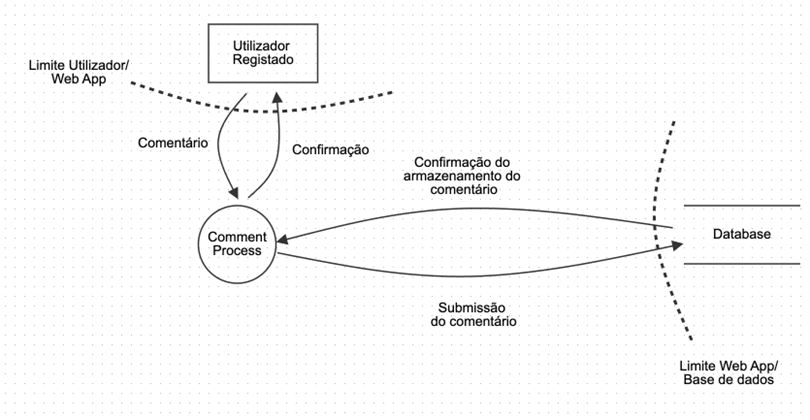 Utilizador
Registado
Limite Utilizador/
Web App
Comentário
Confirmação
Confirmação do
armazenamento do
comentário
Comment
Process
Database
Submissão
do comentário
Limite Web App/
Base de dados